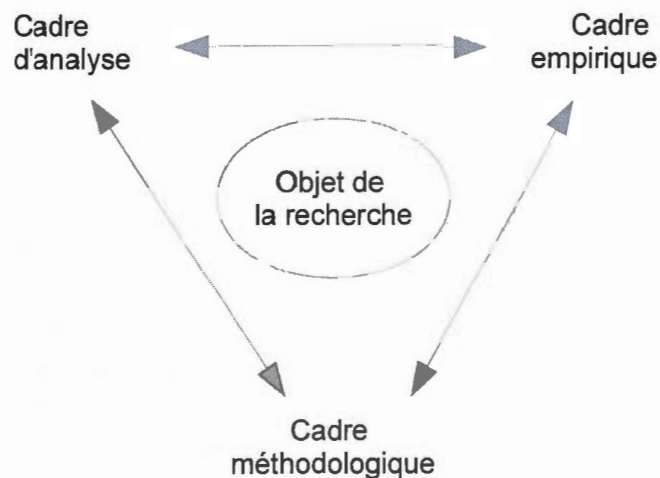 Cadre
d'analyse
Cadre
empirique
Objet de
la recherche
Cadre
méthodologique